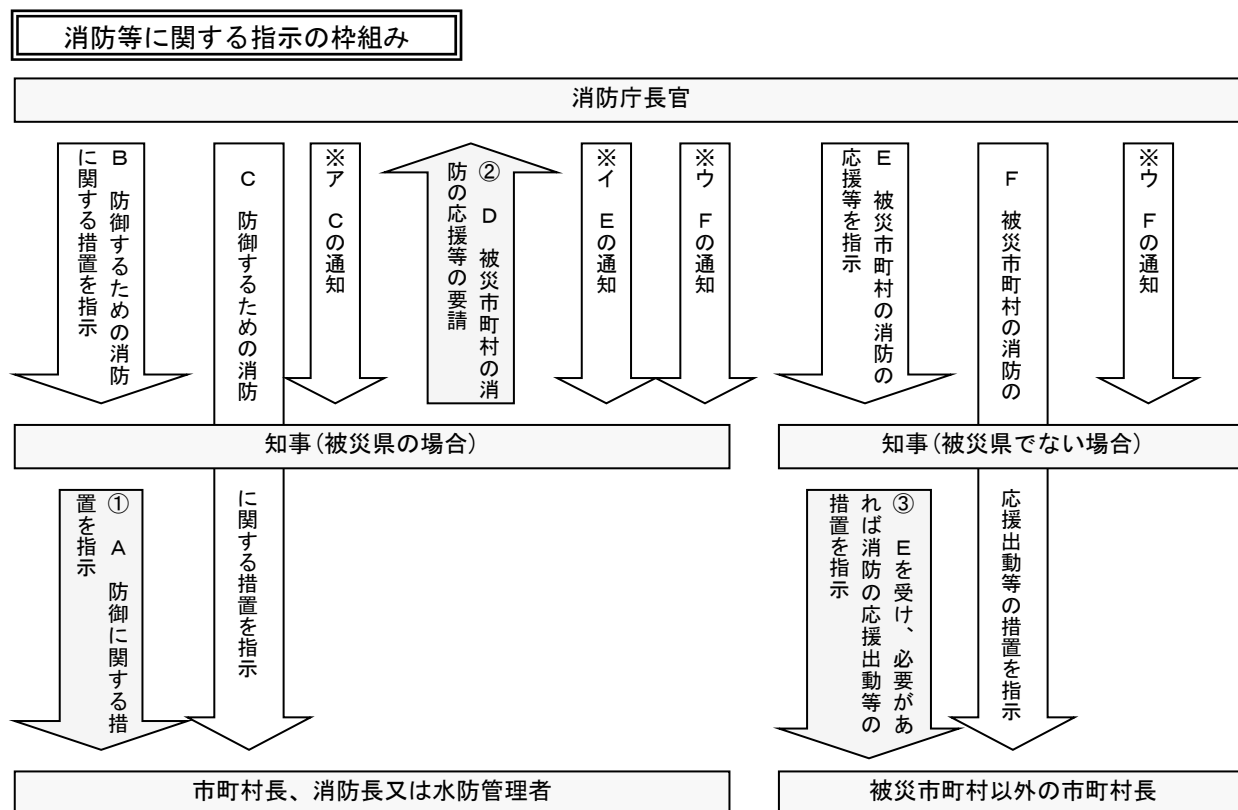 消防等に関する指示の枠組み
消防庁長官
Ｂ　防御するための消防
に関する措置を指示
Ｃ　防御するための消防
に関する措置を指示
※ア　Ｃの通知
②　Ｄ　被災市町村の消
防の応援等の要請
※イ　Ｅの通知
※ウ　Ｆの通知
Ｅ　被災市町村の消防の
応援等を指示
Ｆ　被災市町村の消防の
応援出動等の措置を指示
※ウ　Ｆの通知
知事(被災県の場合)
知事(被災県でない場合)
①　Ａ　防御に関する措
置を指示
③　Ｅを受け、必要があ
れば消防の応援出動等の
措置を指示
市町村長、消防長又は水防管理者
被災市町村以外の市町村長